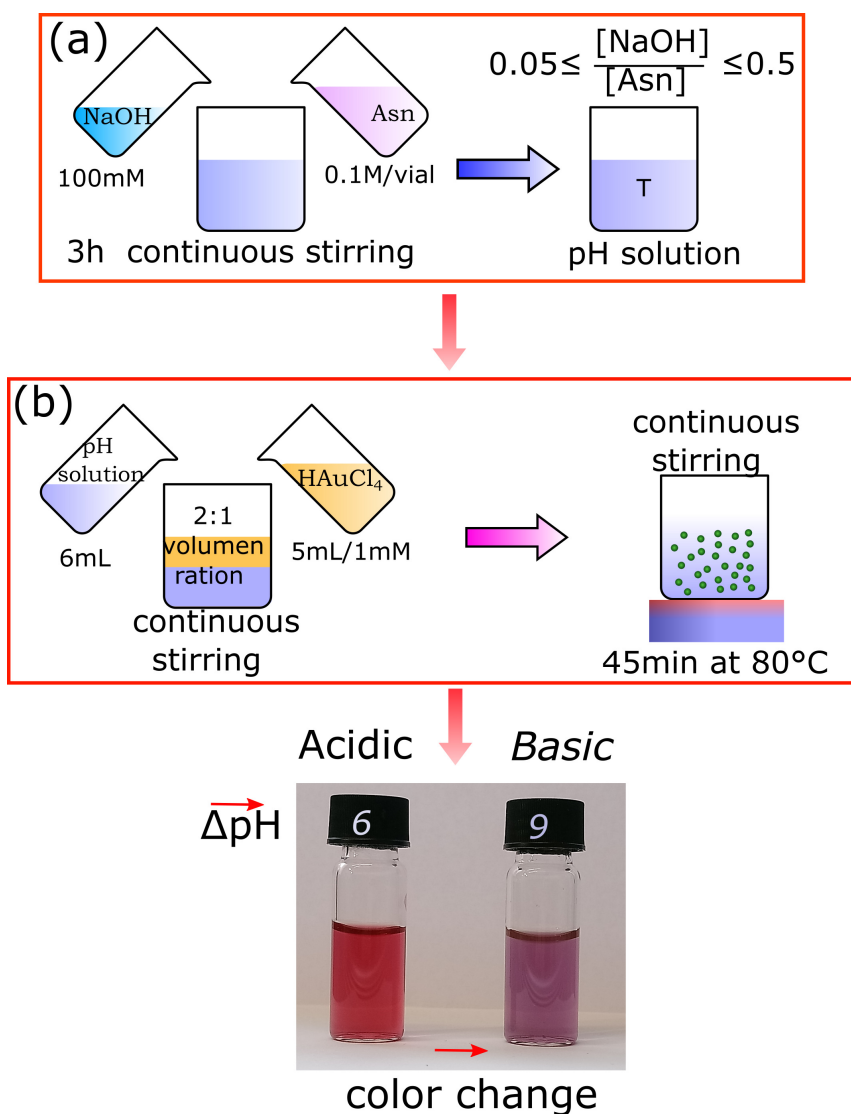 (a)
[NaOH]
0.05≤ ≤0.5
[Asn]
NaOH
Asn
100mM
0.1M/vial
T
3h continuous stirring
pH solution
(b)
continuous
stirring
pH
solution
HAuCl₄
2:1
volumen
ration
6mL
5mL/1mM
continuous
stirring
45min at 80°C
Acidic
Basic
ΔpH
6
9
color change